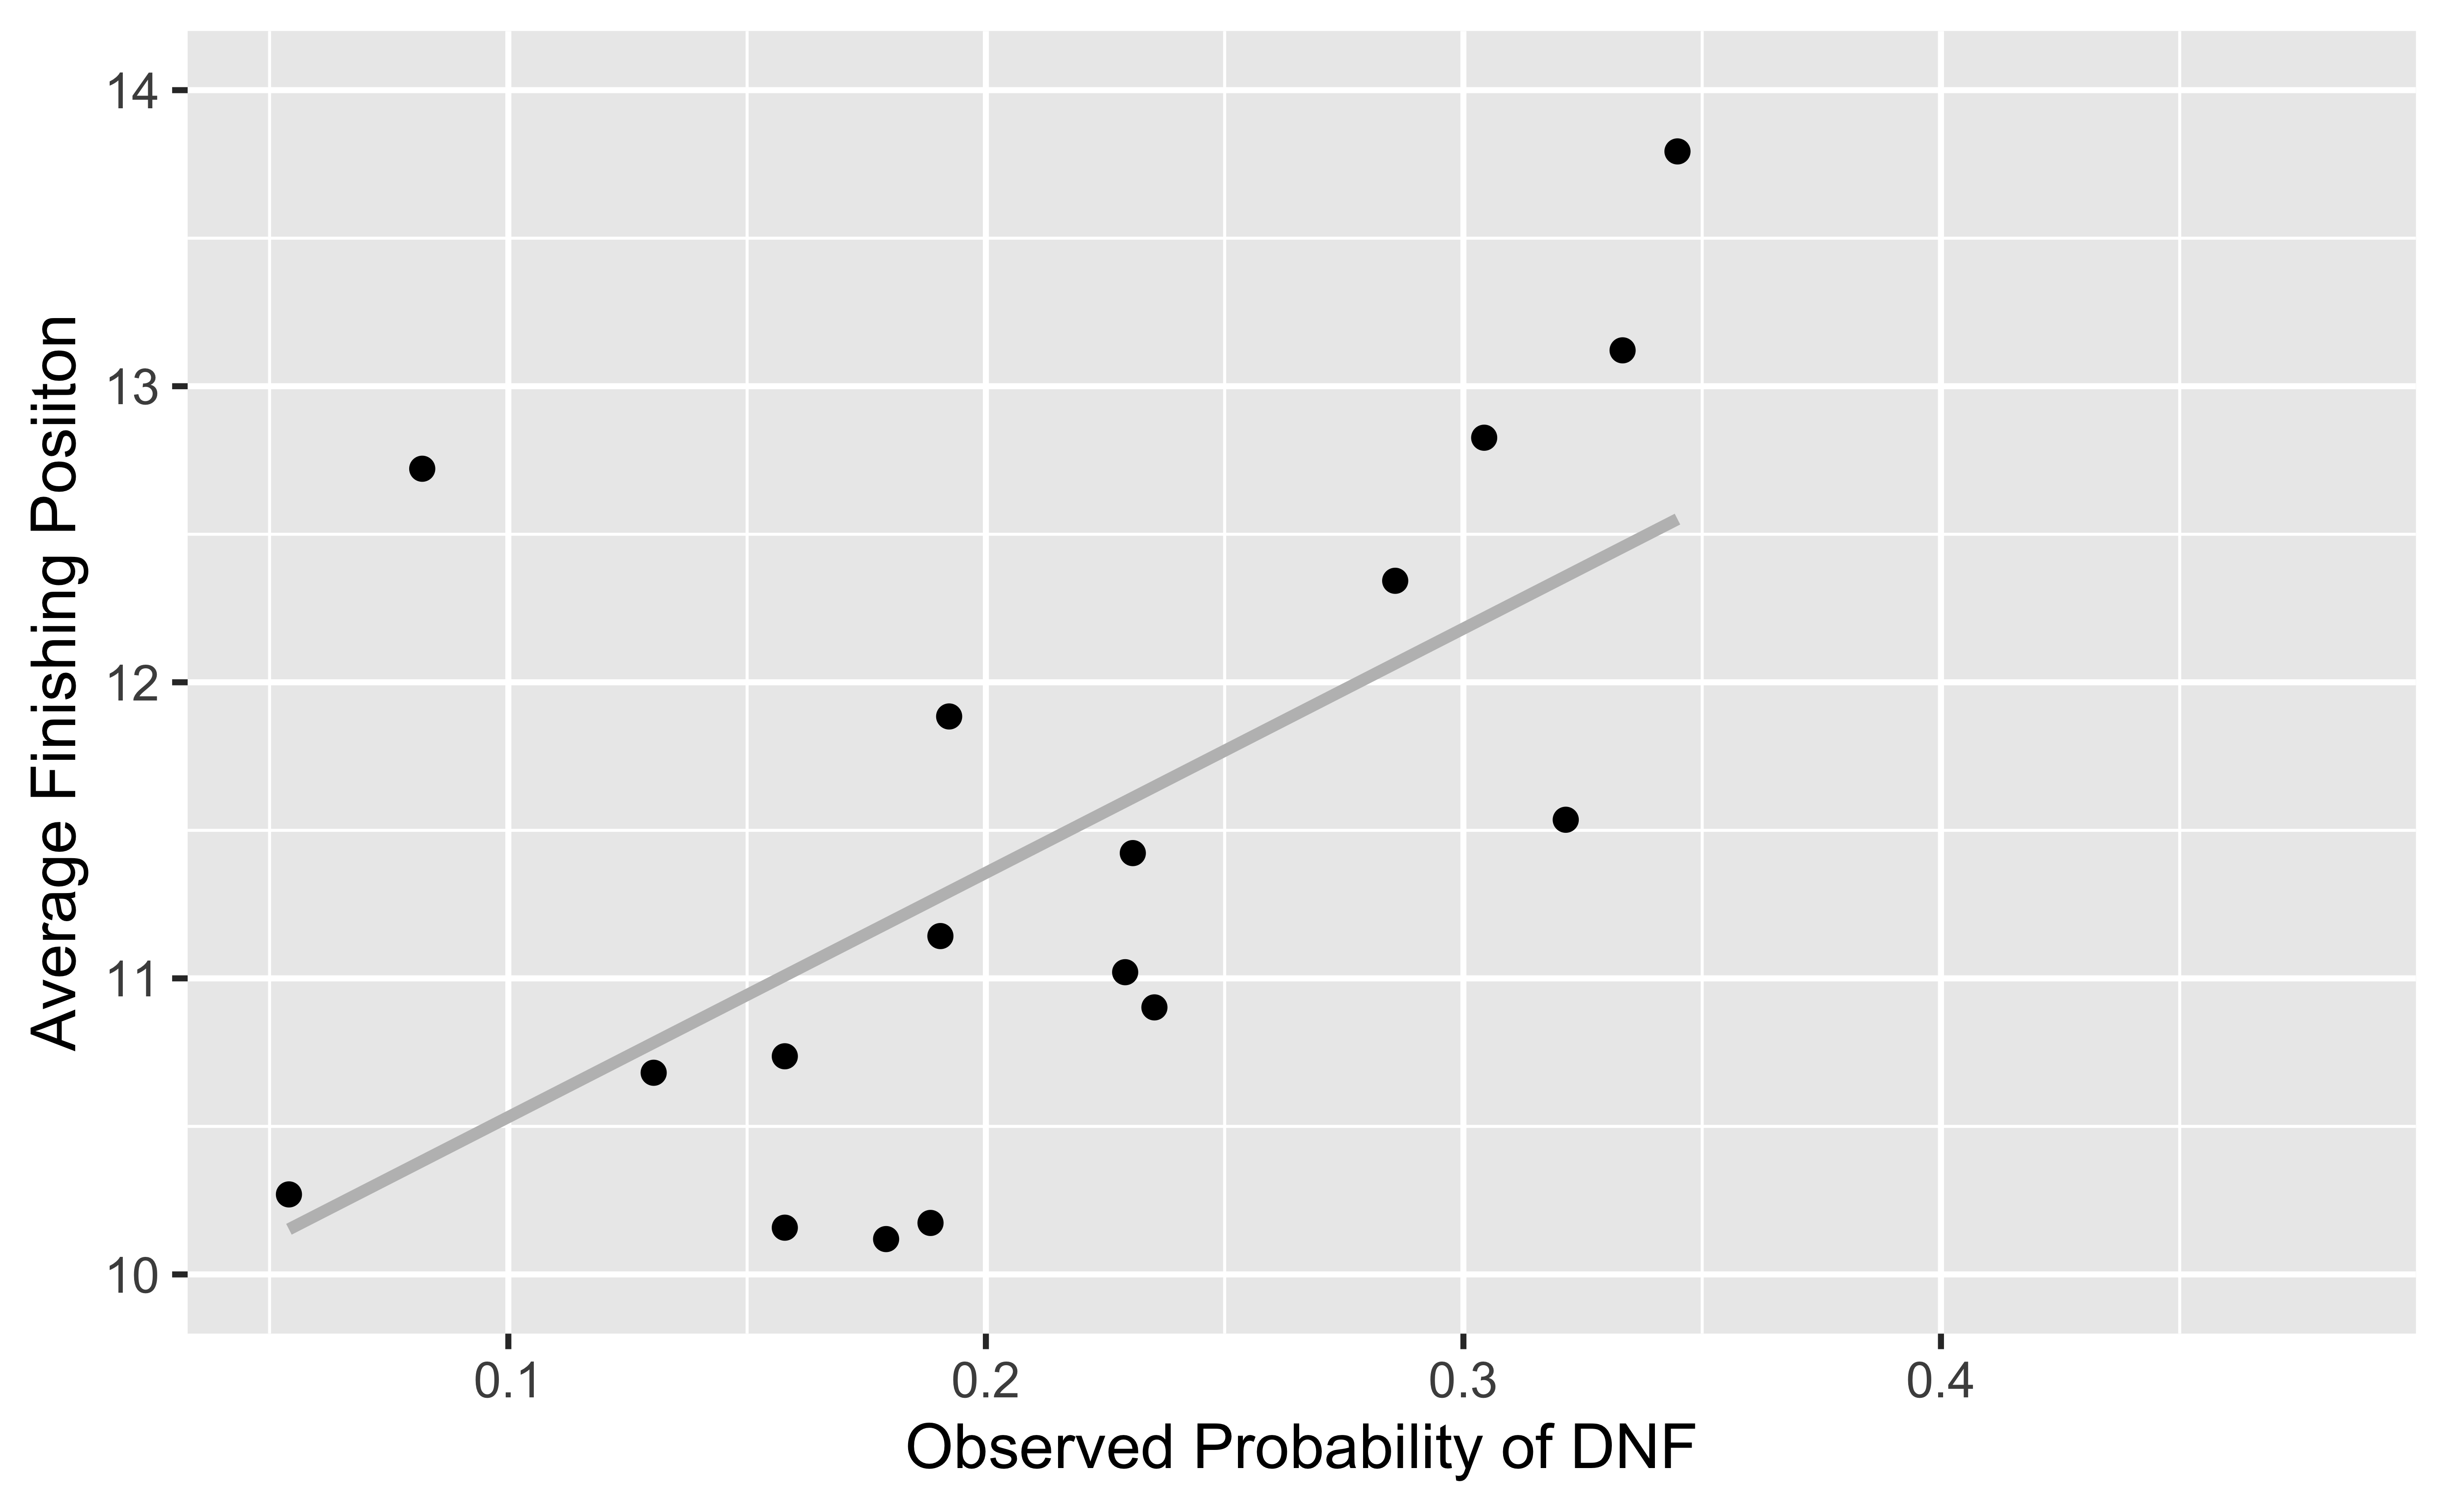 14
13
12
11
10
Average Finishing Posiiton
0.1 0.2 0.3 0.4
Observed Probability of DNF